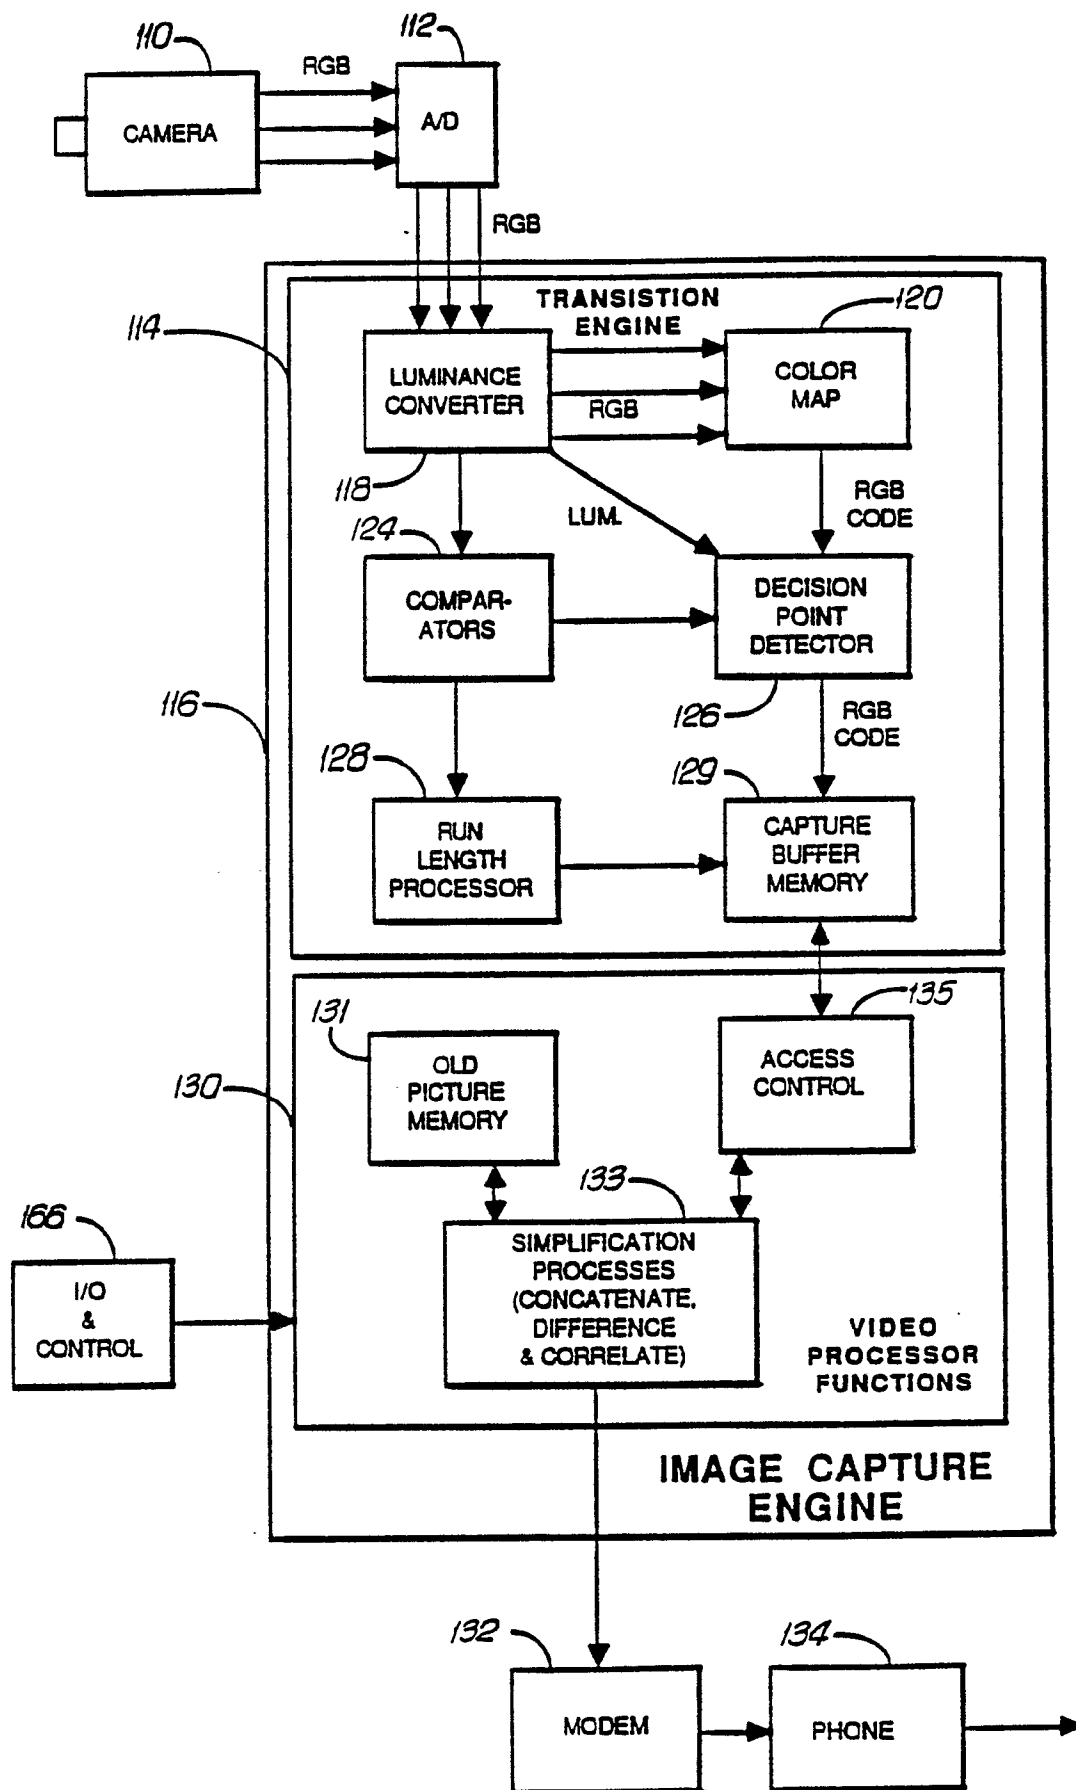 110
112
RGB
CAMERA
A/D
RGB
TRANSISTION
ENGINE
120
114
LUMINANCE
CONVERTER
RGB
COLOR
MAP
118
LUM.
RGB
CODE
124
COMPAR-
ATORS
DECISION
POINT
DETECTOR
116
126
RGB
CODE
128
129
RUN
LENGTH
PROCESSOR
CAPTURE
BUFFER
MEMORY
131
135
OLD
PICTURE
MEMORY
ACCESS
CONTROL
130
133
166
I/O
&
CONTROL
SIMPLIFICATION
PROCESSES
(CONCATENATE,
DIFFERENCE
& CORRELATE)
VIDEO
PROCESSOR
FUNCTIONS
IMAGE CAPTURE
ENGINE
132
134
MODEM
PHONE